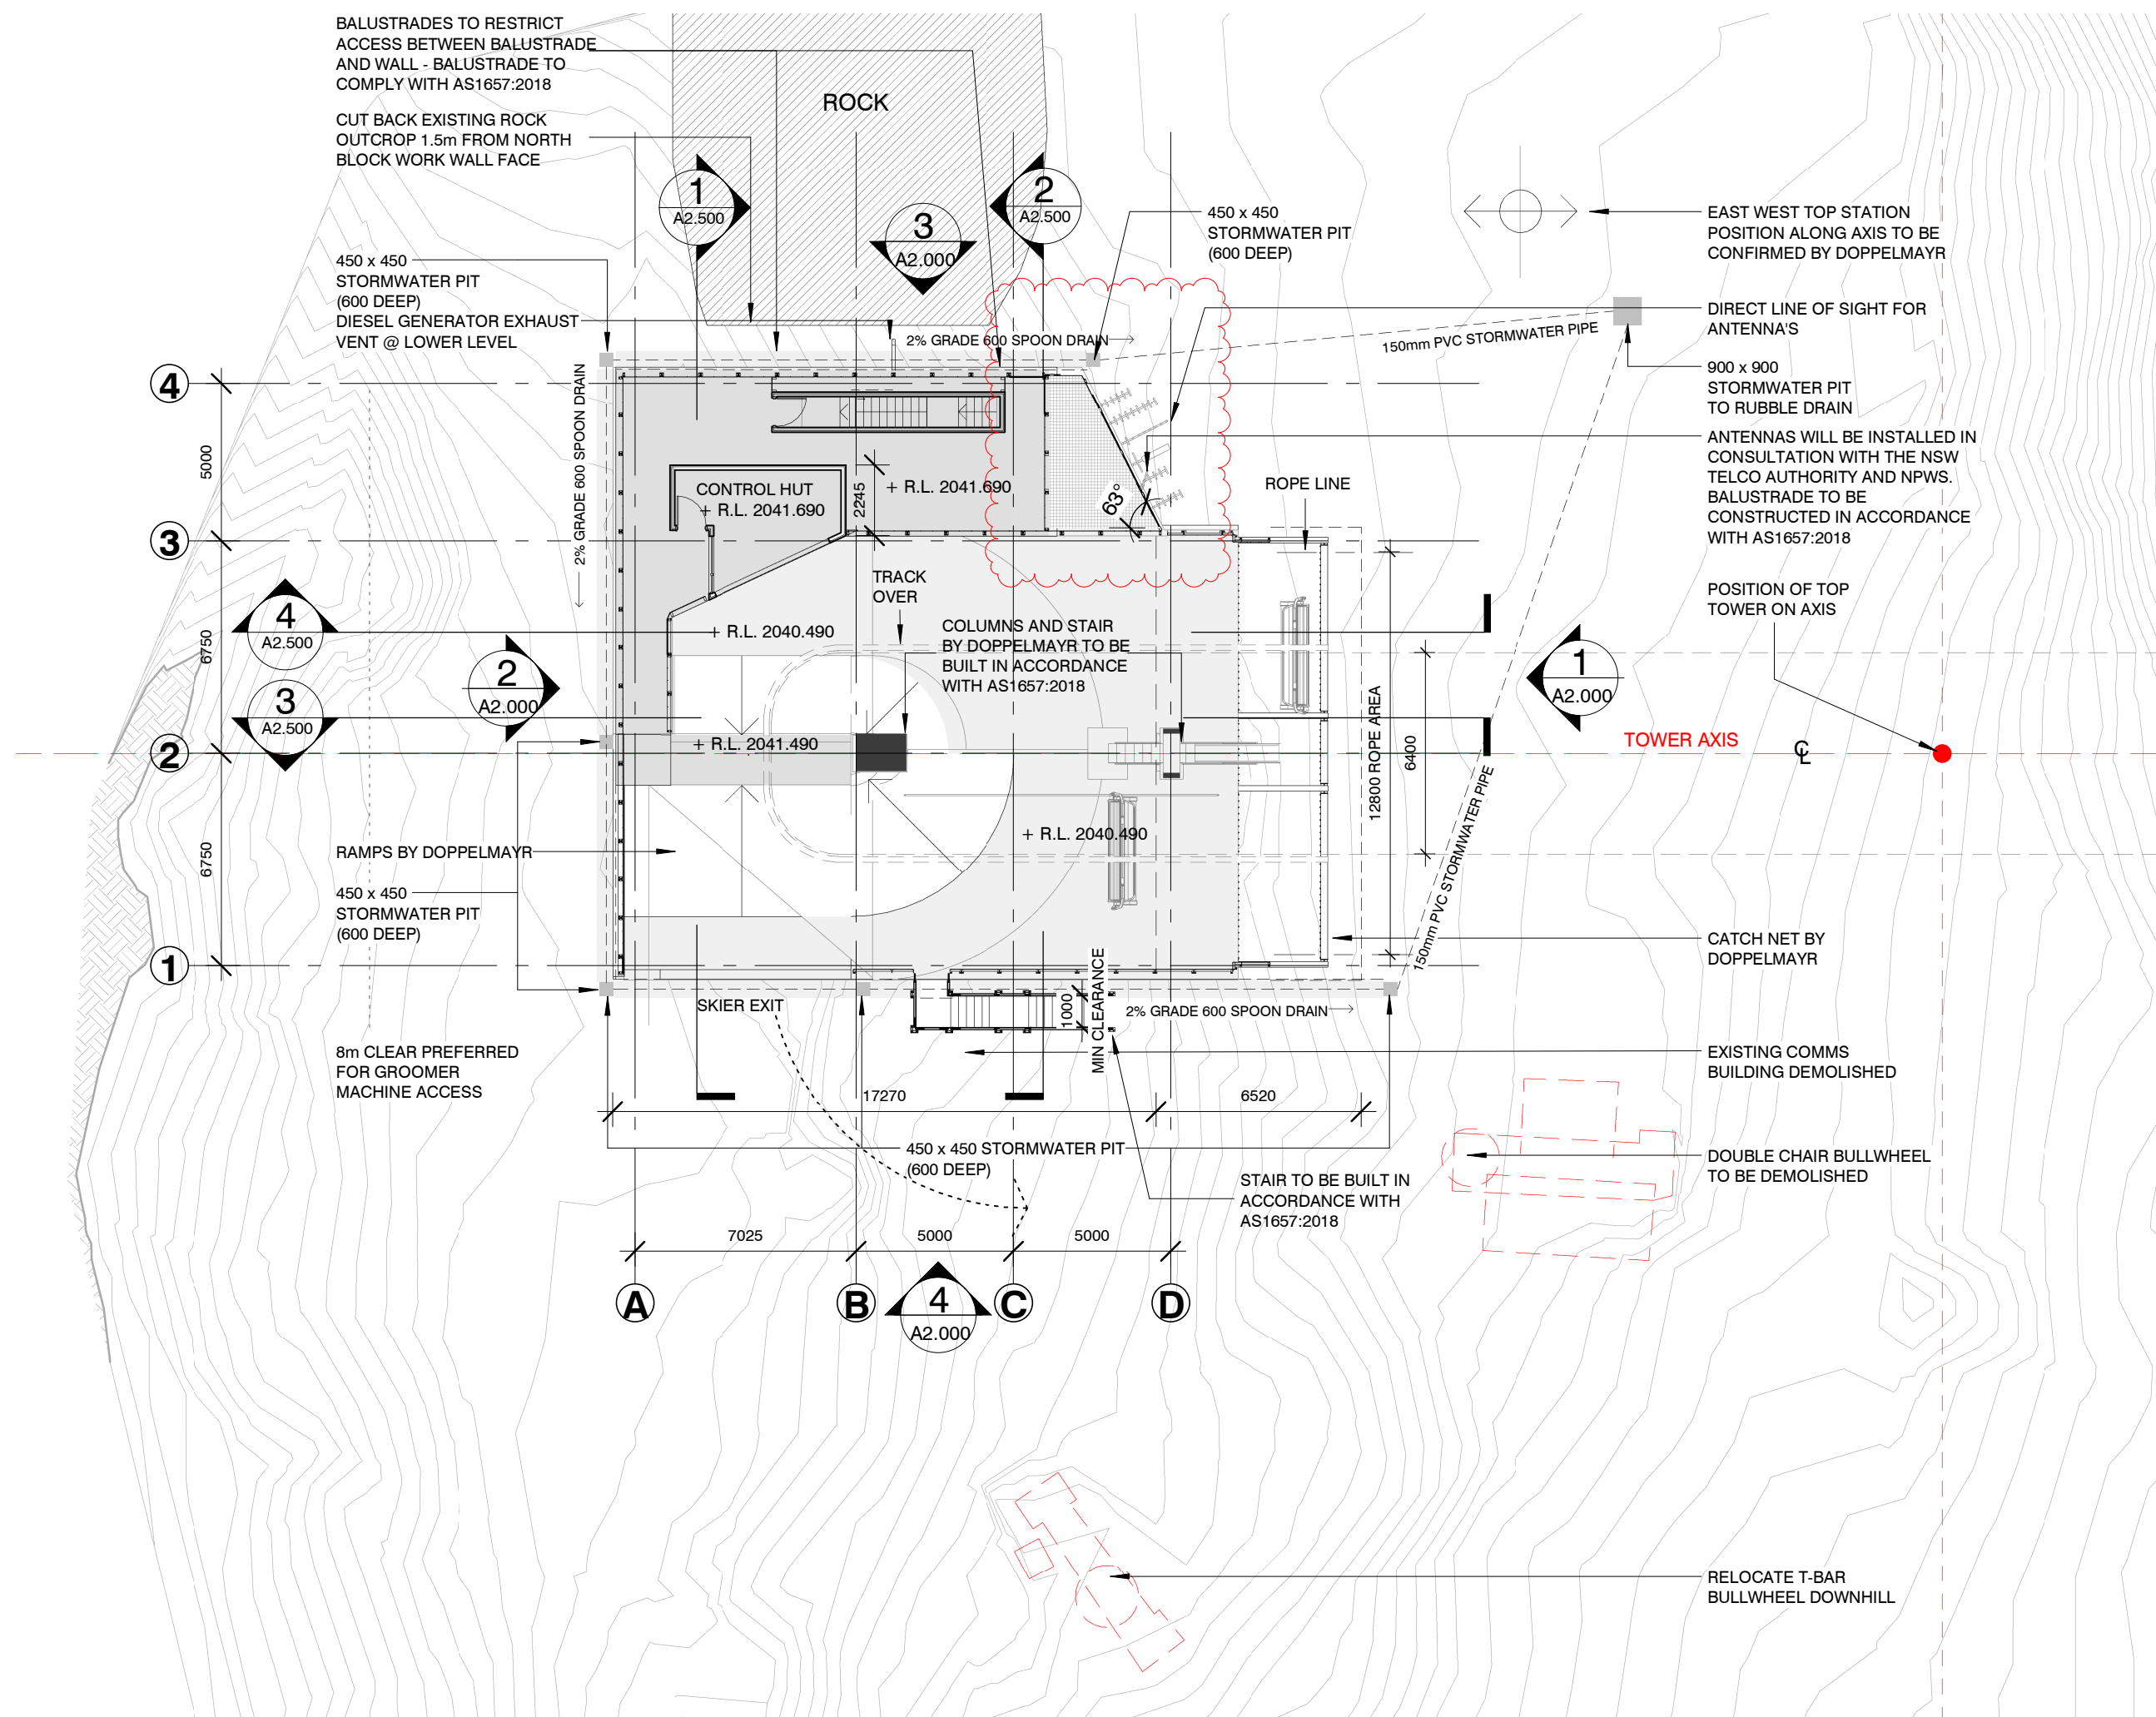 BALUSTRADES TO RESTRICT
ACCESS BETWEEN BALUSTRADE
AND WALL - BALUSTRADE TO
COMPLY WITH AS1657:2018
CUT BACK EXISTING ROCK
OUTCROP 1.5m FROM NORTH
BLOCK WORK WALL FACE
ROCK
1
A2.500
2
A2.500
3
A2.000
450 x 450
STORMWATER PIT
(600 DEEP)
EAST WEST TOP STATION
POSITION ALONG AXIS TO BE
CONFIRMED BY DOPPELMAYR
450 x 450
STORMWATER PIT
(600 DEEP)
DIESEL GENERATOR EXHAUST
VENT @ LOWER LEVEL
2% GRADE 600 SPOON DRAIN
150mm PVC STORMWATER PIPE
DIRECT LINE OF SIGHT FOR
ANTENNA'S
900 x 900
STORMWATER PIT
TO RUBBLE DRAIN
4
5000
2% GRADE 600 SPOON DRAIN
ANTENNAS WILL BE INSTALLED IN
CONSULTATION WITH THE NSW
TELCO AUTHORITY AND NPWS.
BALUSTRADE TO BE
CONSTRUCTED IN ACCORDANCE
WITH AS1657:2018
CONTROL HUT
+ R.L. 2041.690
2245
+ R.L. 2041.690
63°
ROPE LINE
3
TRACK
OVER
POSITION OF TOP
TOWER ON AXIS
4
A2.500
6750
+ R.L. 2040.490
COLUMNS AND STAIR
BY DOPPELMAYR TO BE
BUILT IN ACCORDANCE
WITH AS1657:2018
2
A2.000
1
A2.000
3
A2.500
2
+ R.L. 2041.490
12800 ROPE AREA
6400
TOWER AXIS
CL
6750
RAMPS BY DOPPELMAYR
+ R.L. 2040.490
150mm PVC STORMWATER PIPE
450 x 450
STORMWATER PIT
(600 DEEP)
CATCH NET BY
DOPPELMAYR
1
SKIER EXIT
1000
MIN CLEARANCE
2% GRADE 600 SPOON DRAIN
8m CLEAR PREFERRED
FOR GROOMER
MACHINE ACCESS
EXISTING COMMS
BUILDING DEMOLISHED
17270
6520
450 x 450 STORMWATER PIT
(600 DEEP)
DOUBLE CHAIR BULLWHEEL
TO BE DEMOLISHED
STAIR TO BE BUILT IN
ACCORDANCE WITH
AS1657:2018
7025
5000
5000
A
B
C
D
4
A2.000
RELOCATE T-BAR
BULLWHEEL DOWNHILL